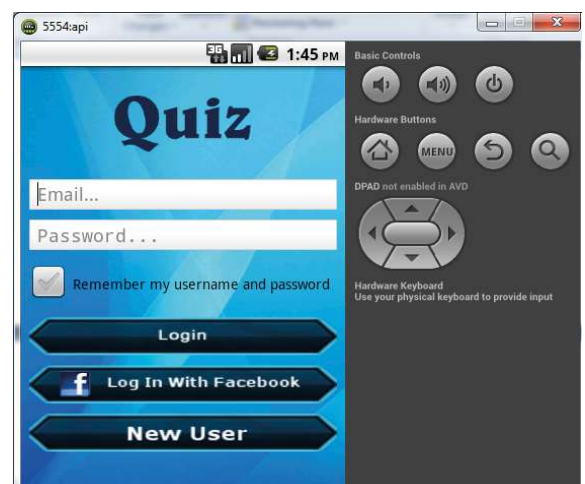 5554:api
3G 1:45 PM
Quiz
Email...
Password...
Remember my username and password
Login
f Log In With Facebook
New User
Basic Controls
Hardware Buttons
MENU
DPAD not enabled in AVD
Hardware Keyboard
Use your physical keyboard to provide input